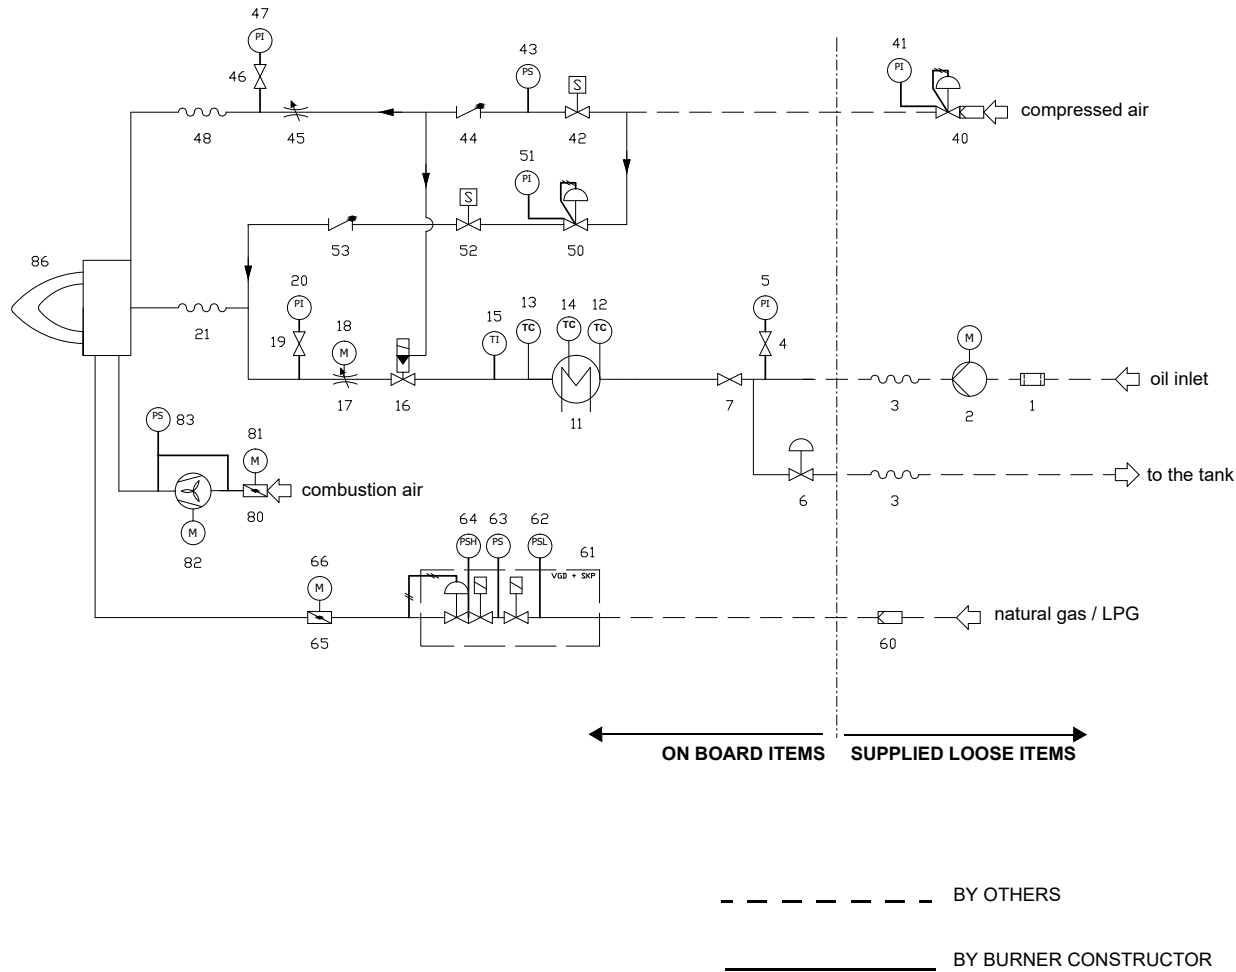 47
PI
46
48
45
43
PS
44
S
42
41
PI
40
compressed air
51
PI
S
53
52
50
86
20
PI
19
21
18
M
17
16
15
TI
13
TC
14
TC
12
TC
11
5
PI
4
7
M
3
2
1
oil inlet
6
3
to the tank
PS
83
81
M
80
combustion air
M
82
64
PSH
63
PS
62
PSL
61
VGD + SKP
66
M
65
60
natural gas / LPG
ON BOARD ITEMS
SUPPLIED LOOSE ITEMS
BY OTHERS
BY BURNER CONSTRUCTOR